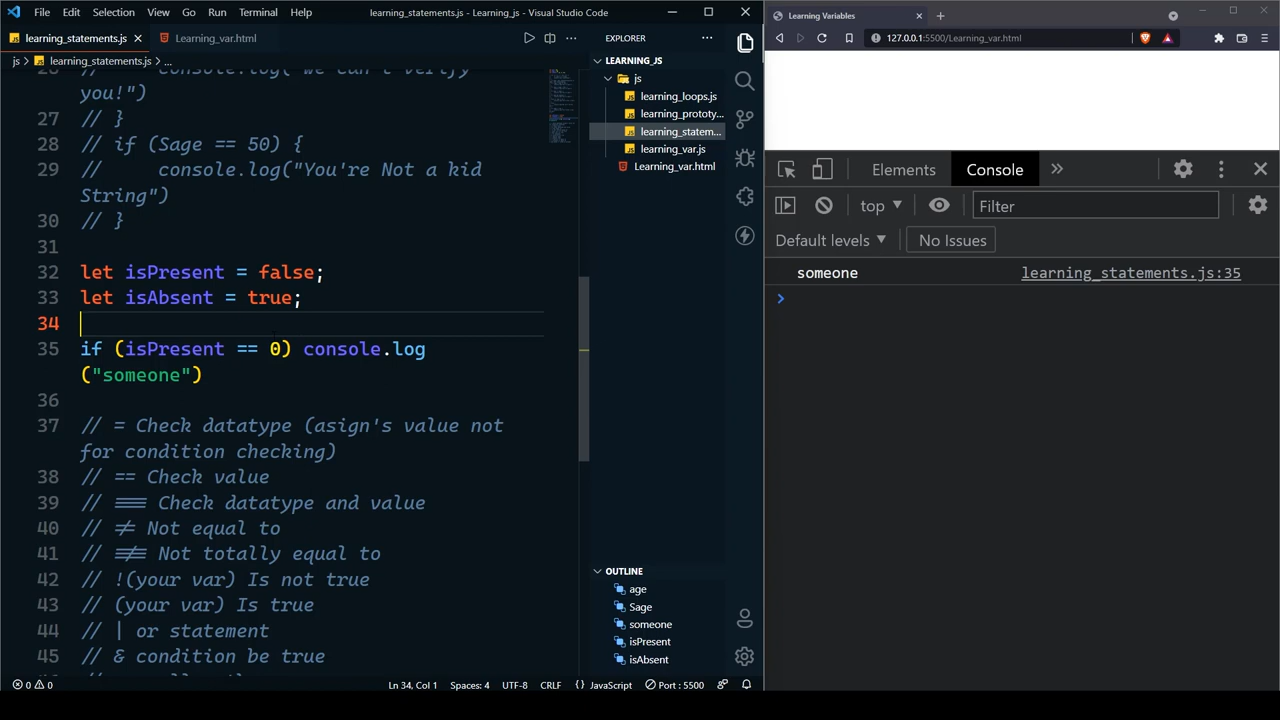 File Edit Selection View Go Run Terminal Help
learning_statements.js - Learning_js - Visual Studio Code
learning_statements.js
Learning_var.html
js > learning_statements.js > ...
26 // console.log("We can't verify
you!")
27 // }
28 // if (Sage == 50) {
29 // console.log("You're Not a kid
String")
30 // }
31
32 let isPresent = false;
33 let isAbsent = true;
34
35 if (isPresent == 0) console.log
("someone")
36
37 // = Check datatype (asign's value not
for condition checking)
38 // == Check value
39 // === Check datatype and value
40 // != Not equal to
41 // !== Not totally equal to
42 // !(your var) Is not true
43 // (your var) Is true
44 // | or statement
45 // & condition be true
EXPLORER
LEARNING_JS
js
learning_loops.js
learning_prototy...
learning_statem...
learning_var.js
Learning_var.html
OUTLINE
age
Sage
someone
isPresent
isAbsent
0 0
Ln 34, Col 1 Spaces: 4 UTF-8 CRLF {} JavaScript Port : 5500
Learning Variables
127.0.0.1:5500/Learning_var.html
Elements Console
top Filter
Default levels No Issues
someone learning_statements.js:35